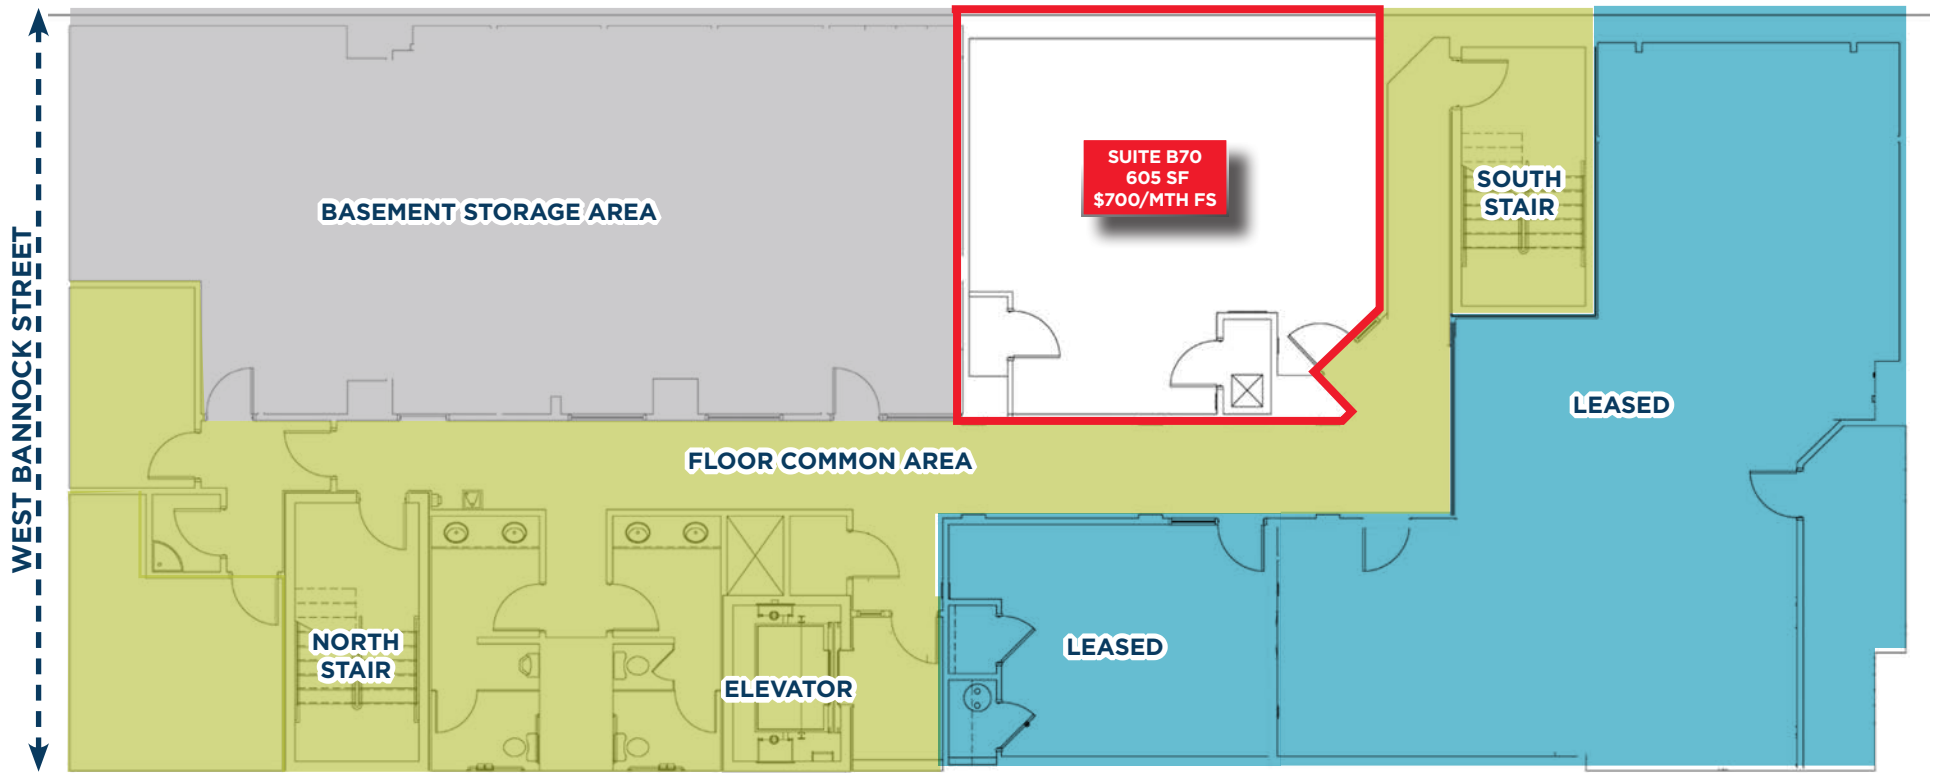 WEST BANNOCK STREET
BASEMENT STORAGE AREA
SUITE B70
605 SF
$700/MTH FS
SOUTH
STAIR
LEASED
FLOOR COMMON AREA
NORTH
STAIR
ELEVATOR
LEASED